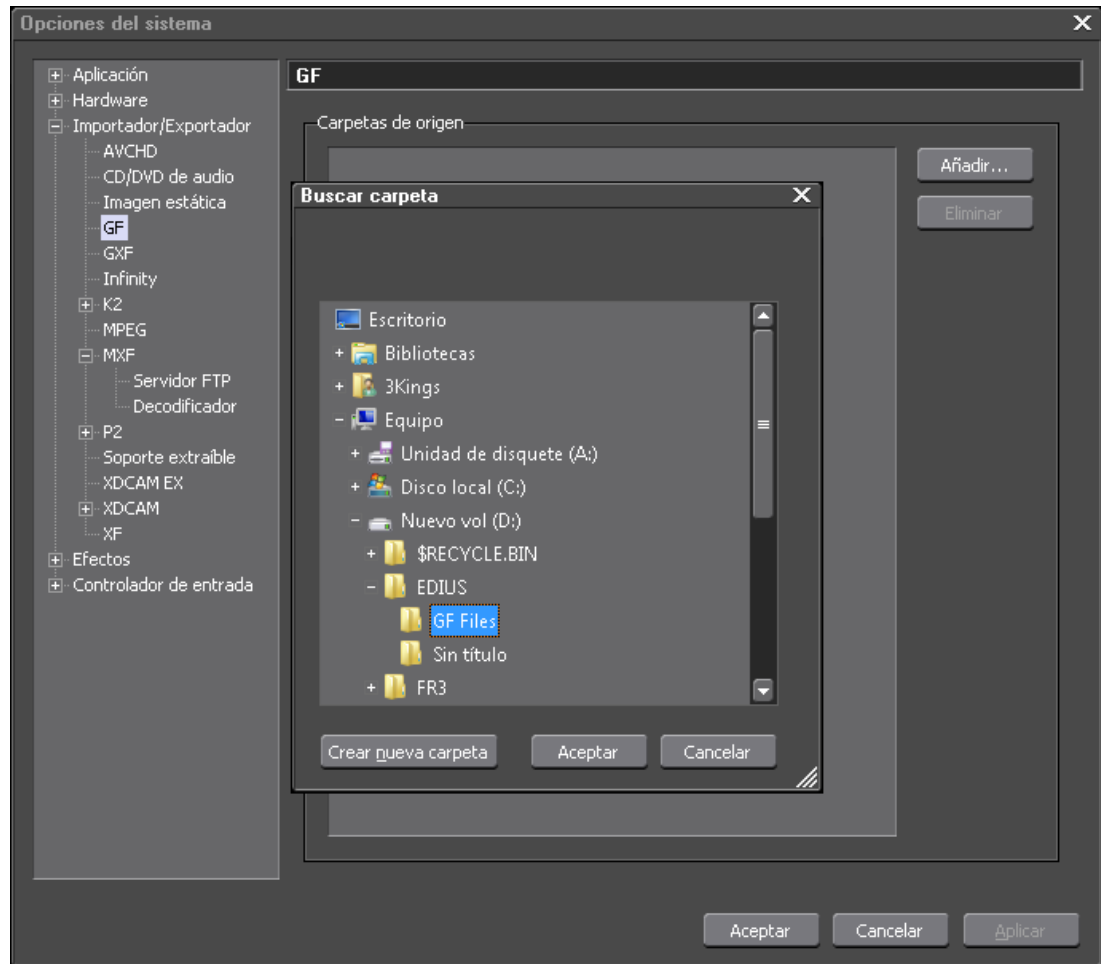 Opciones del sistema
Aplicación
Hardware
Importador/Exportador
AVCHD
CD/DVD de audio
Imagen estática
GF
GXF
Infinity
K2
MPEG
MXF
Servidor FTP
Decodificador
P2
Soporte extraíble
XDCAM EX
XDCAM
XF
Efectos
Controlador de entrada
GF
Carpetas de origen
Añadir...
Eliminar
Buscar carpeta
Escritorio
Bibliotecas
3Kings
Equipo
Unidad de disquete (A:)
Disco local (C:)
Nuevo vol (D:)
$RECYCLE.BIN
EDIUS
GF Files
Sin título
FR3
Crear nueva carpeta
Aceptar
Cancelar
Aceptar
Cancelar
Aplicar